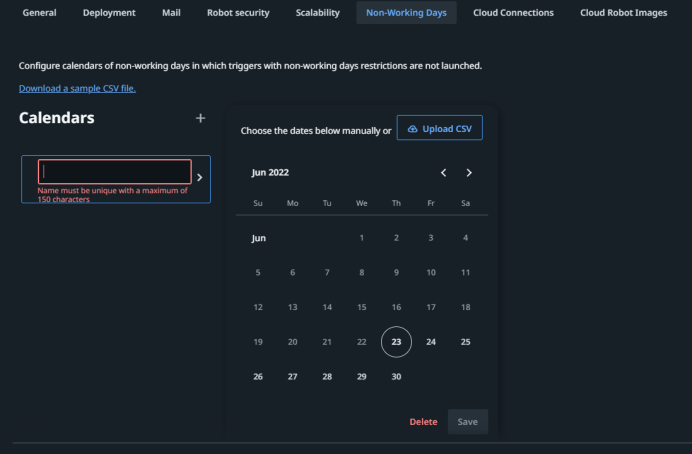 General Deployment Mail Robot security Scalability Non-Working Days Cloud Connections Cloud Robot Images
Configure calendars of non-working days in which triggers with non-working days restrictions are not launched.
Download a sample CSV file.
Calendars +
Name must be unique with a maximum of
150 characters
Choose the dates below manually or Upload CSV
Jun 2022
Su Mo Tu We Th Fr Sa
Jun 1 2 3 4
5 6 7 8 9 10 11
12 13 14 15 16 17 18
19 20 21 22 23 24 25
26 27 28 29 30
Delete Save